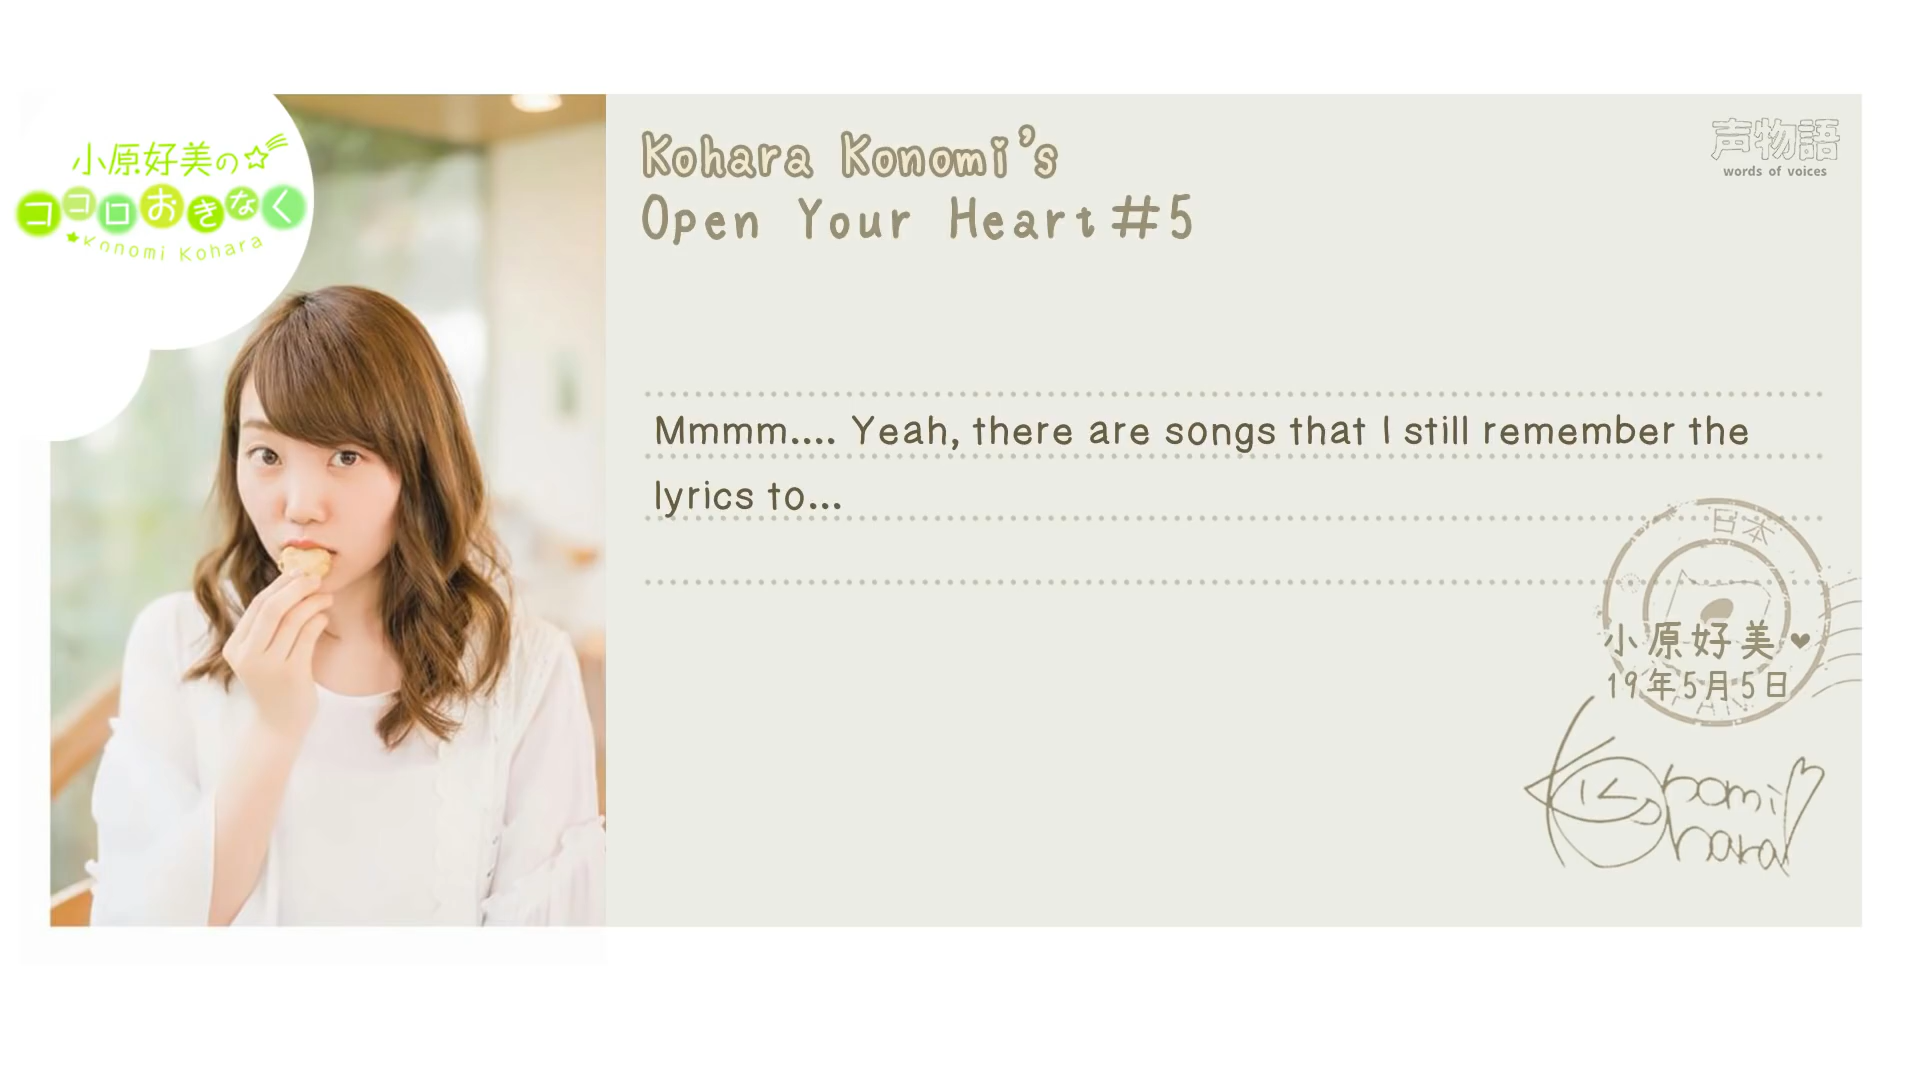 小原好美の☆
ココロおきなく
★Konomi Kohara
Kohara Konomi's
Open Your Heart#5
声物語
words of voices
Mmmm.... Yeah, there are songs that I still remember the
lyrics to...
日本
小原好美❤
19年5月5日
Konomi
Kohara